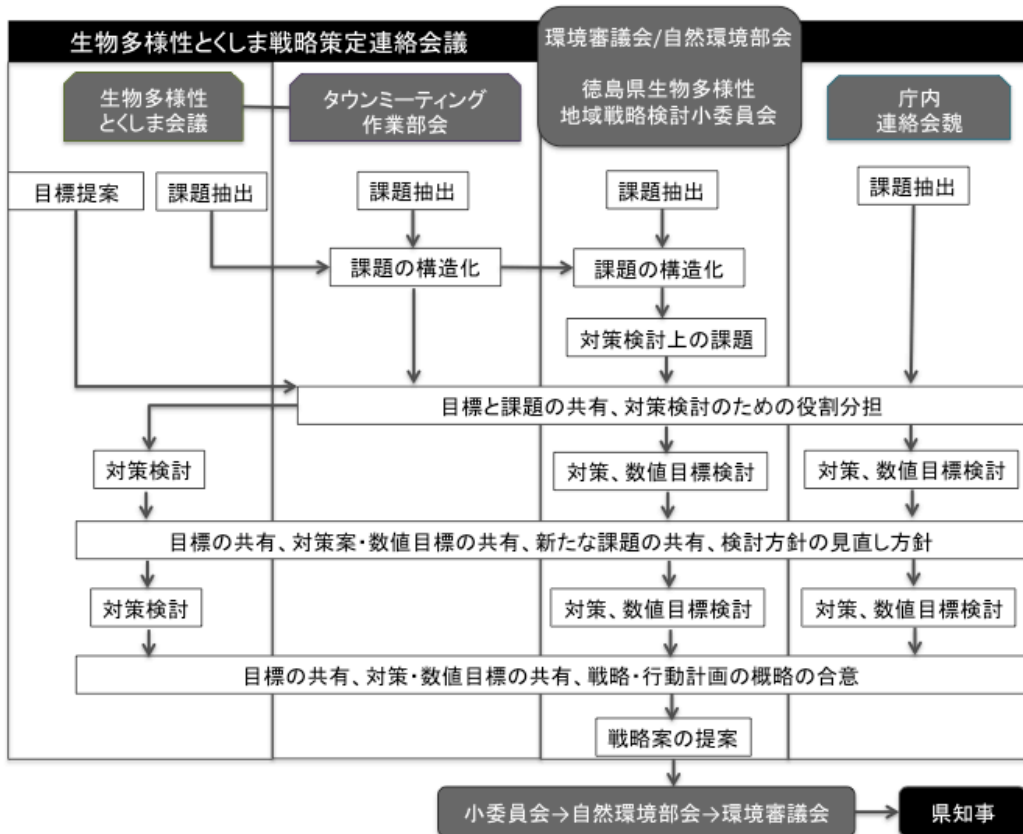 生物多様性とくしま戦略策定連絡会議
環境審議会/自然環境部会
徳島県生物多様性
地域戦略検討小委員会
生物多様性
とくしま会議
タウンミーティング
作業部会
庁内
連絡会魏
目標提案
課題抽出
課題抽出
課題抽出
課題抽出
課題の構造化
課題の構造化
対策検討上の課題
目標と課題の共有、対策検討のための役割分担
対策検討
対策、数値目標検討
対策、数値目標検討
目標の共有、対策案・数値目標の共有、新たな課題の共有、検討方針の見直し方針
対策検討
対策、数値目標検討
対策、数値目標検討
目標の共有、対策・数値目標の共有、戦略・行動計画の概略の合意
戦略案の提案
小委員会→自然環境部会→環境審議会
県知事